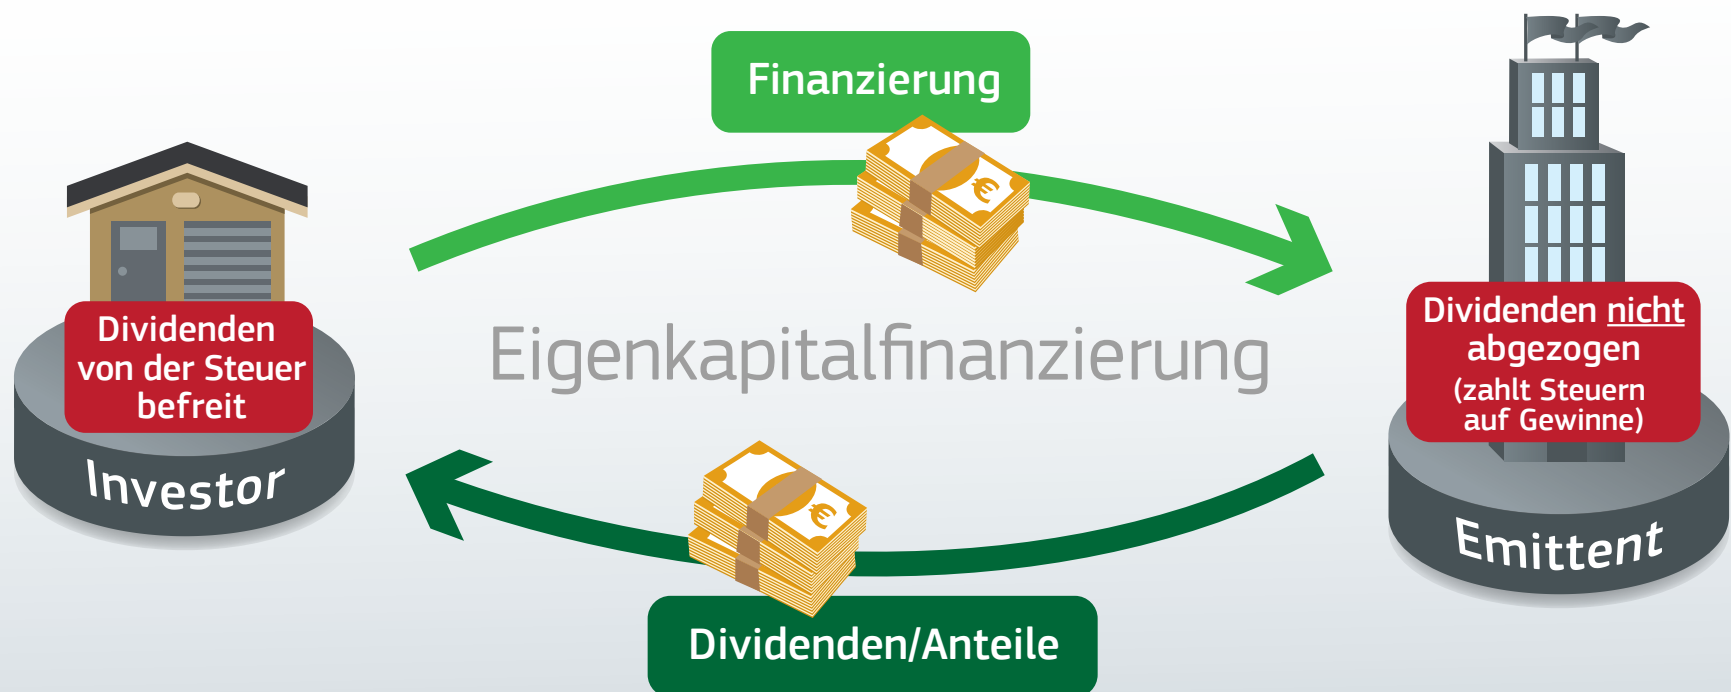 Finanzierung
Dividenden
von der Steuer
befreit
Investor
Eigenkapitalfinanzierung
Dividenden nicht
abgezogen
(zahlt Steuern
auf Gewinne)
Emittent
Dividenden/Anteile